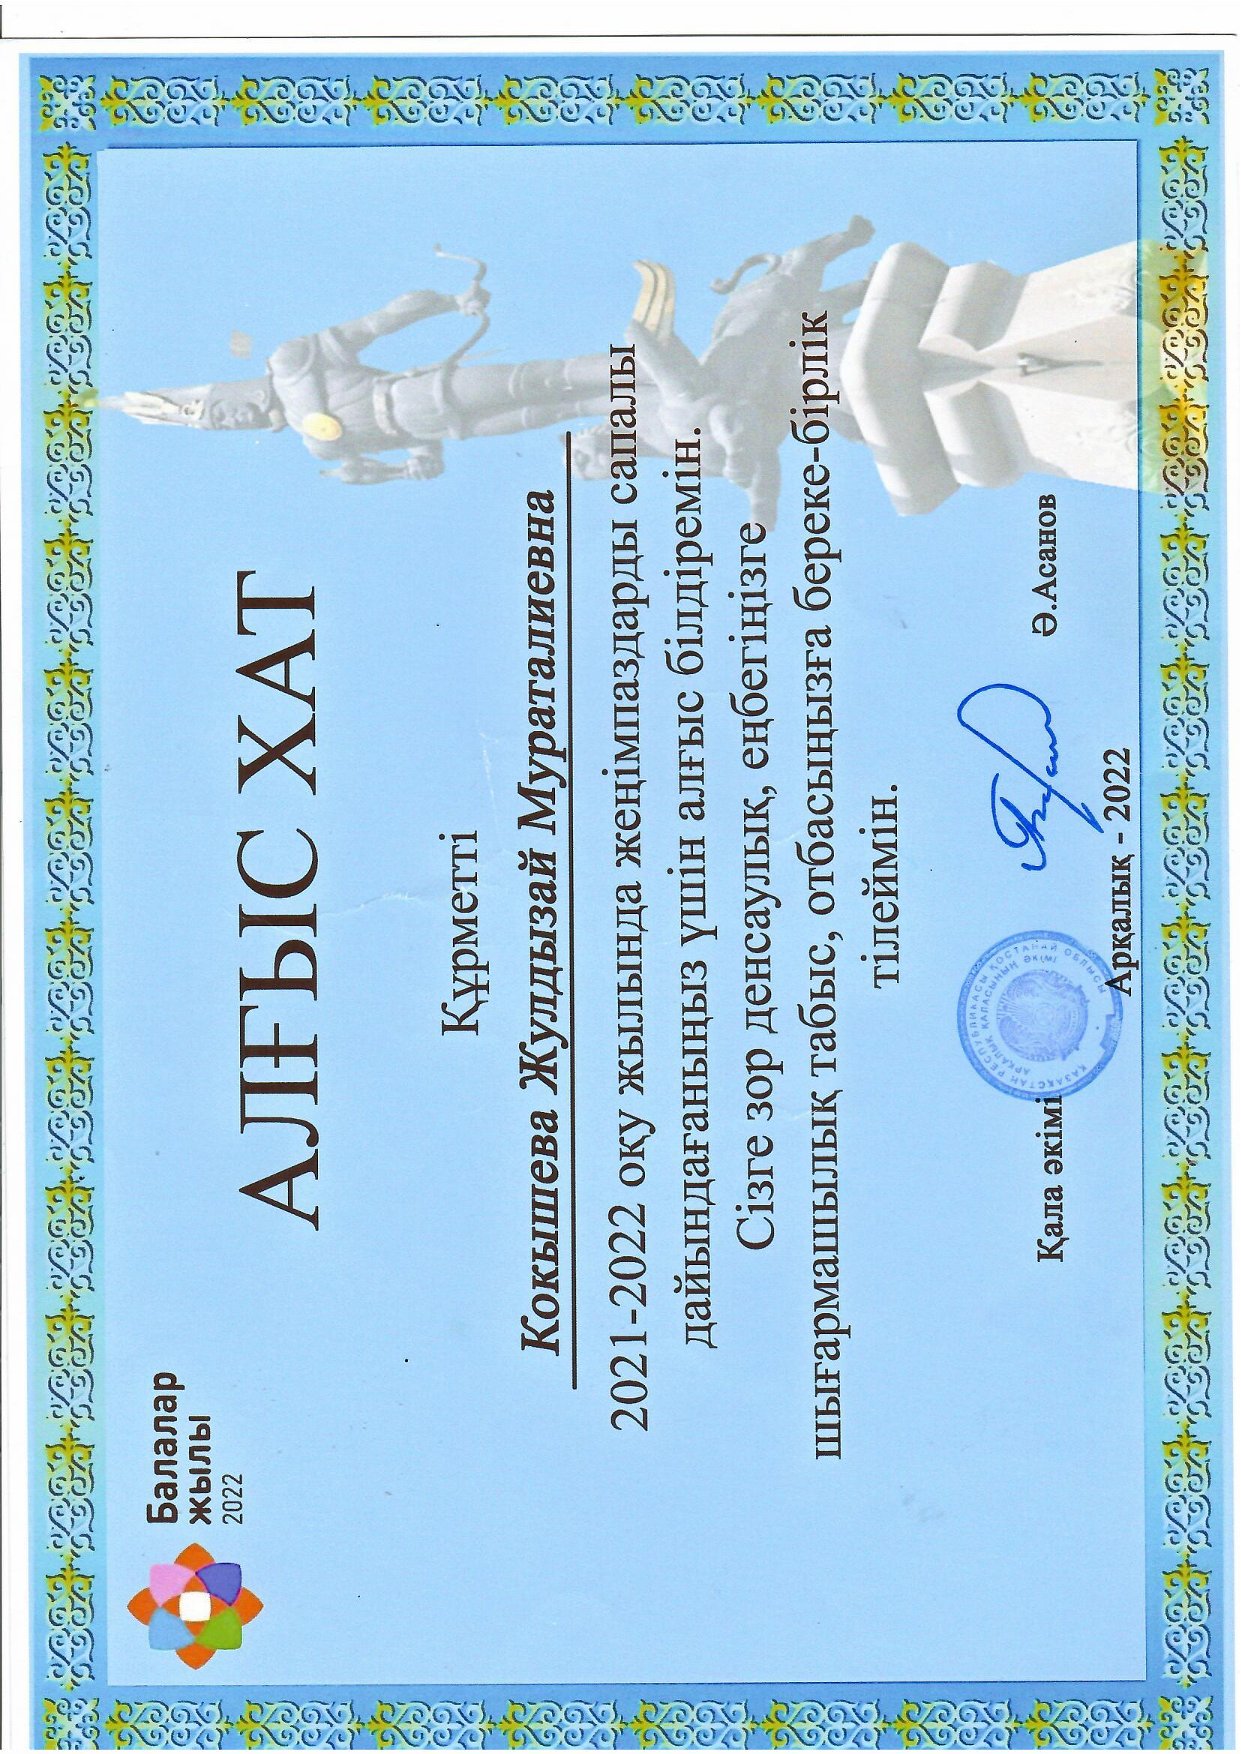 Балалар
жылы
2022
АЛҒЫС ХАТ
Құрметті
Кокышева Жулдызай Мураталиевна
2021-2022 оқу жылында жеңімпаздарды сапалы
дайындағаныңыз үшін алғыс білдіремін.
Сізге зор денсаулық, еңбегіңізге
шығармашылық табыс, отбасыңызға береке-бірлік
тілеймін.
Қала әкімі
ҚАЗАҚСТАН РЕСПУБЛИКАСЫ ҚОСТАНАЙ ОБЛЫСЫ
АРҚАЛЫҚ ҚАЛАСЫНЫҢ ӘКІМІ
Ә.Асанов
Арқалық - 2022